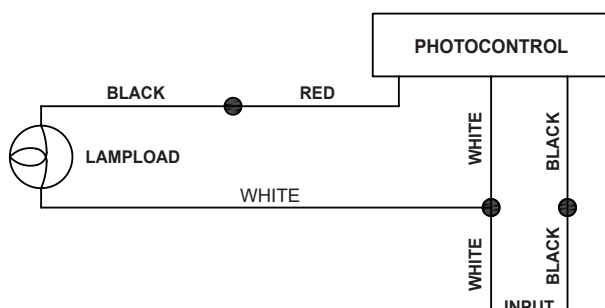 PHOTOCONTROL
BLACK
RED
LAMPLOAD
WHITE
BLACK
WHITE
WHITE
BLACK
INPUT